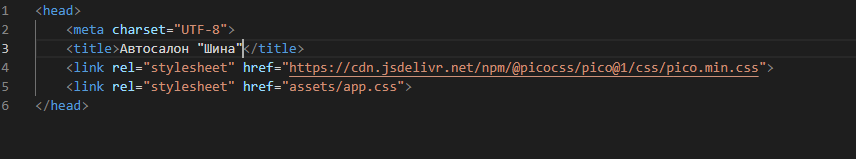 1 <head>
2 <meta charset="UTF-8">
3 <title>Автосалон "Шина"</title>
4 <link rel="stylesheet" href="https://cdn.jsdelivr.net/npm/@picocss/pico@1/css/pico.min.css">
5 <link rel="stylesheet" href="assets/app.css">
6 </head>